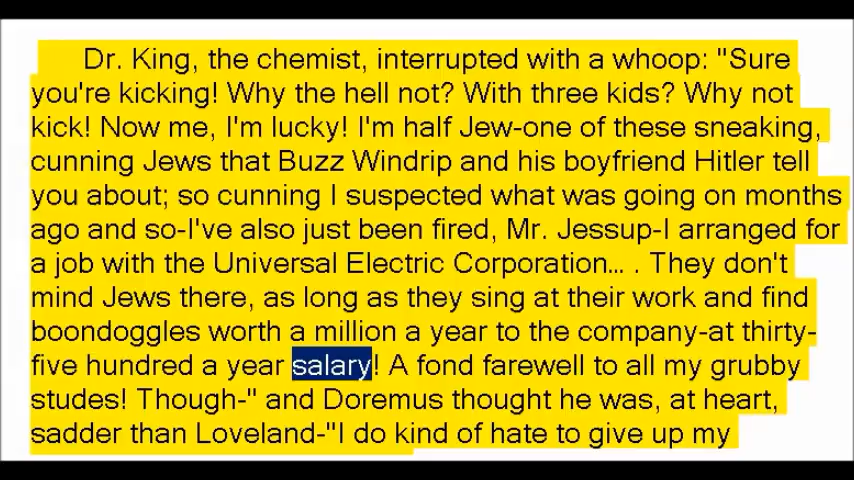 Dr. King, the chemist, interrupted with a whoop: "Sure
you're kicking! Why the hell not? With three kids? Why not
kick! Now me, I'm lucky! I'm half Jew-one of these sneaking,
cunning Jews that Buzz Windrip and his boyfriend Hitler tell
you about; so cunning I suspected what was going on months
ago and so-I've also just been fired, Mr. Jessup-I arranged for
a job with the Universal Electric Corporation... . They don't
mind Jews there, as long as they sing at their work and find
boondoggles worth a million a year to the company-at thirty-
five hundred a year salary! A fond farewell to all my grubby
studes! Though-" and Doremus thought he was, at heart,
sadder than Loveland-"I do kind of hate to give up my